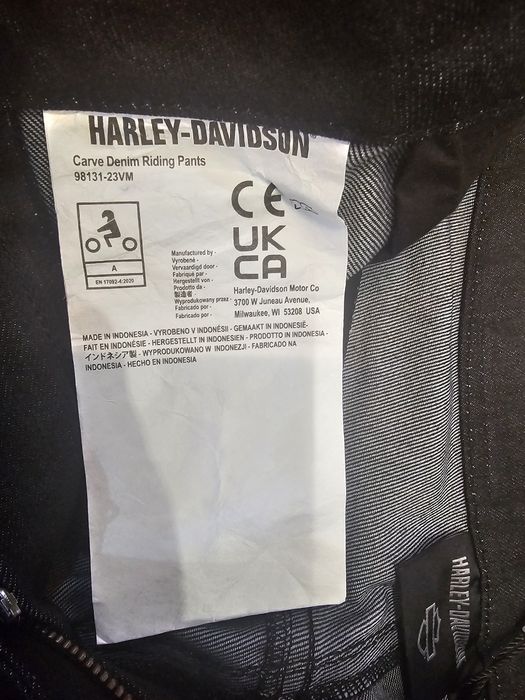 HARLEY-DAVIDSON
Carve Denim Riding Pants
98131-23VM
CE
UK
CA
A
EN 17092-4:2020
Manufactured by -
Vyrobené -
Vervaardigd door -
Fabriqué par -
Hergestellt von -
Prodotto da -
製造者 -
Wyprodukowany przez -
Fabricado por -
Fabricado por -
Harley-Davidson Motor Co
3700 W Juneau Avenue,
Milwaukee, WI 53208 USA
MADE IN INDONESIA - VYROBENO V INDONÉSII - GEMAAKT IN INDONESIË-
FAIT EN INDONÉSIE - HERGESTELLT IN INDONESIEN - PRODOTTO IN INDONESIA -
インドネシア製 - WYPRODUKOWANO W INDONEZJI - FABRICADO NA
INDONESIA - HECHO EN INDONESIA
HARLEY-DAVIDSON